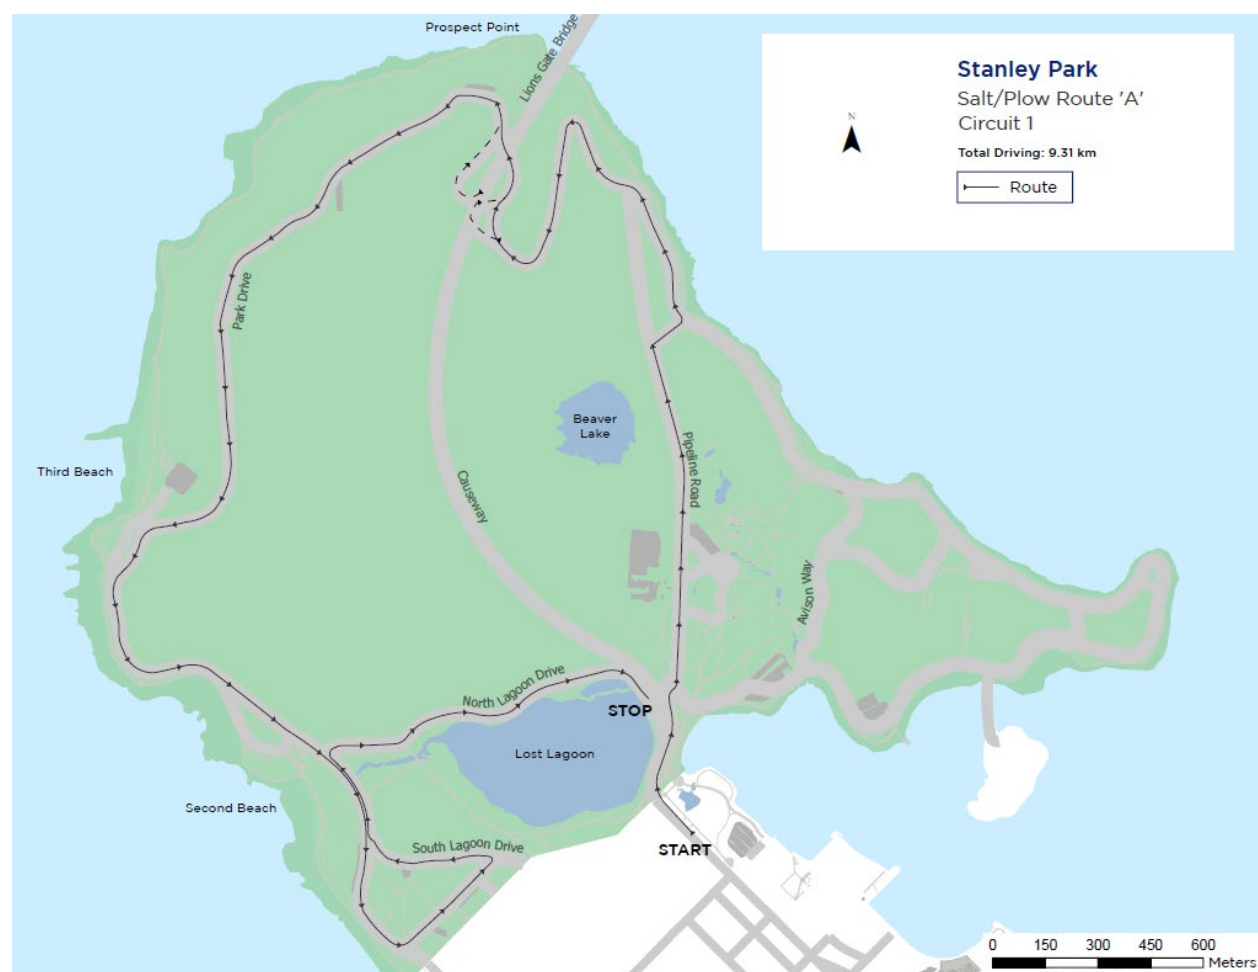 Prospect Point
Lions Gate Bridge
Stanley Park
Salt/Plow Route 'A'
Circuit 1
N
Total Driving: 9.31 km
Route
Park Drive
Beaver
Lake
Third Beach
Causeway
Pipeline Road
Avison Way
North Lagoon Drive
STOP
Lost Lagoon
Second Beach
South Lagoon Drive
START
0 150 300 450 600
Meters